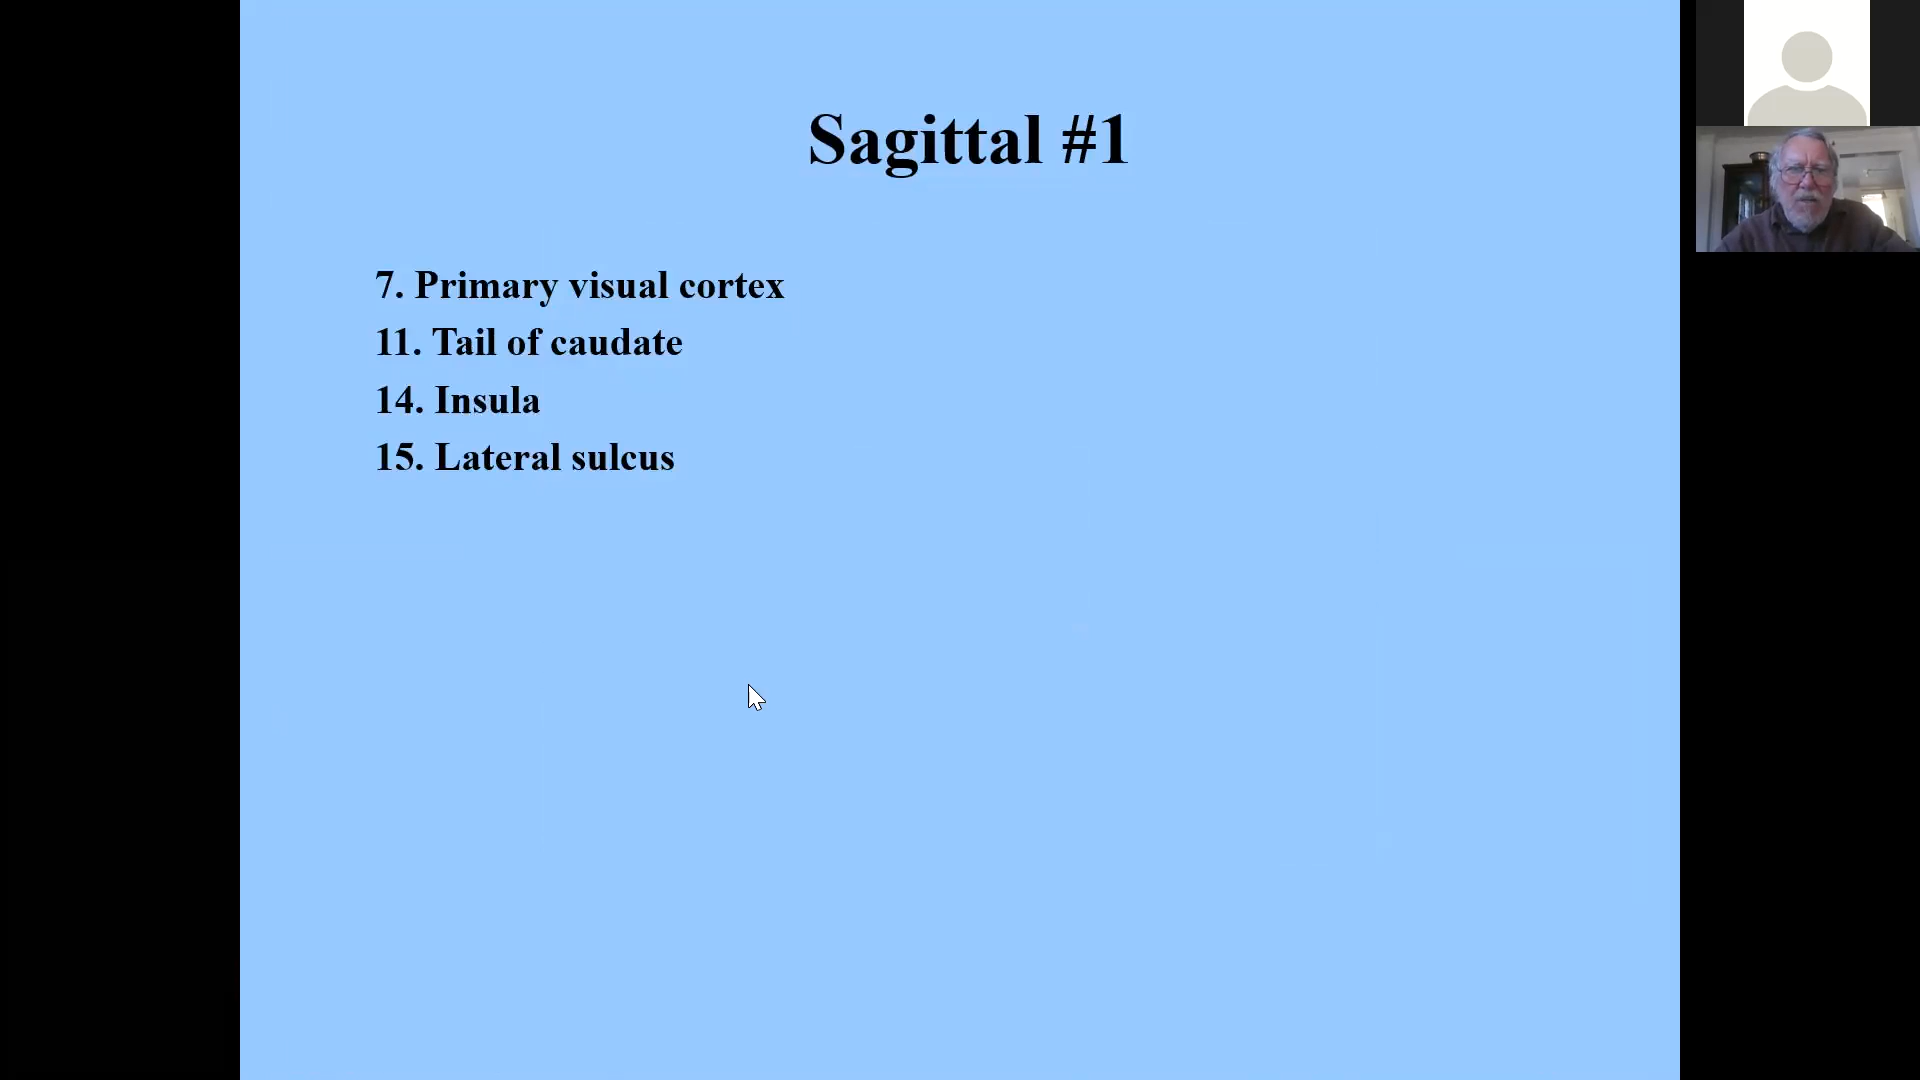 Sagittal #1
7. Primary visual cortex
11. Tail of caudate
14. Insula
15. Lateral sulcus